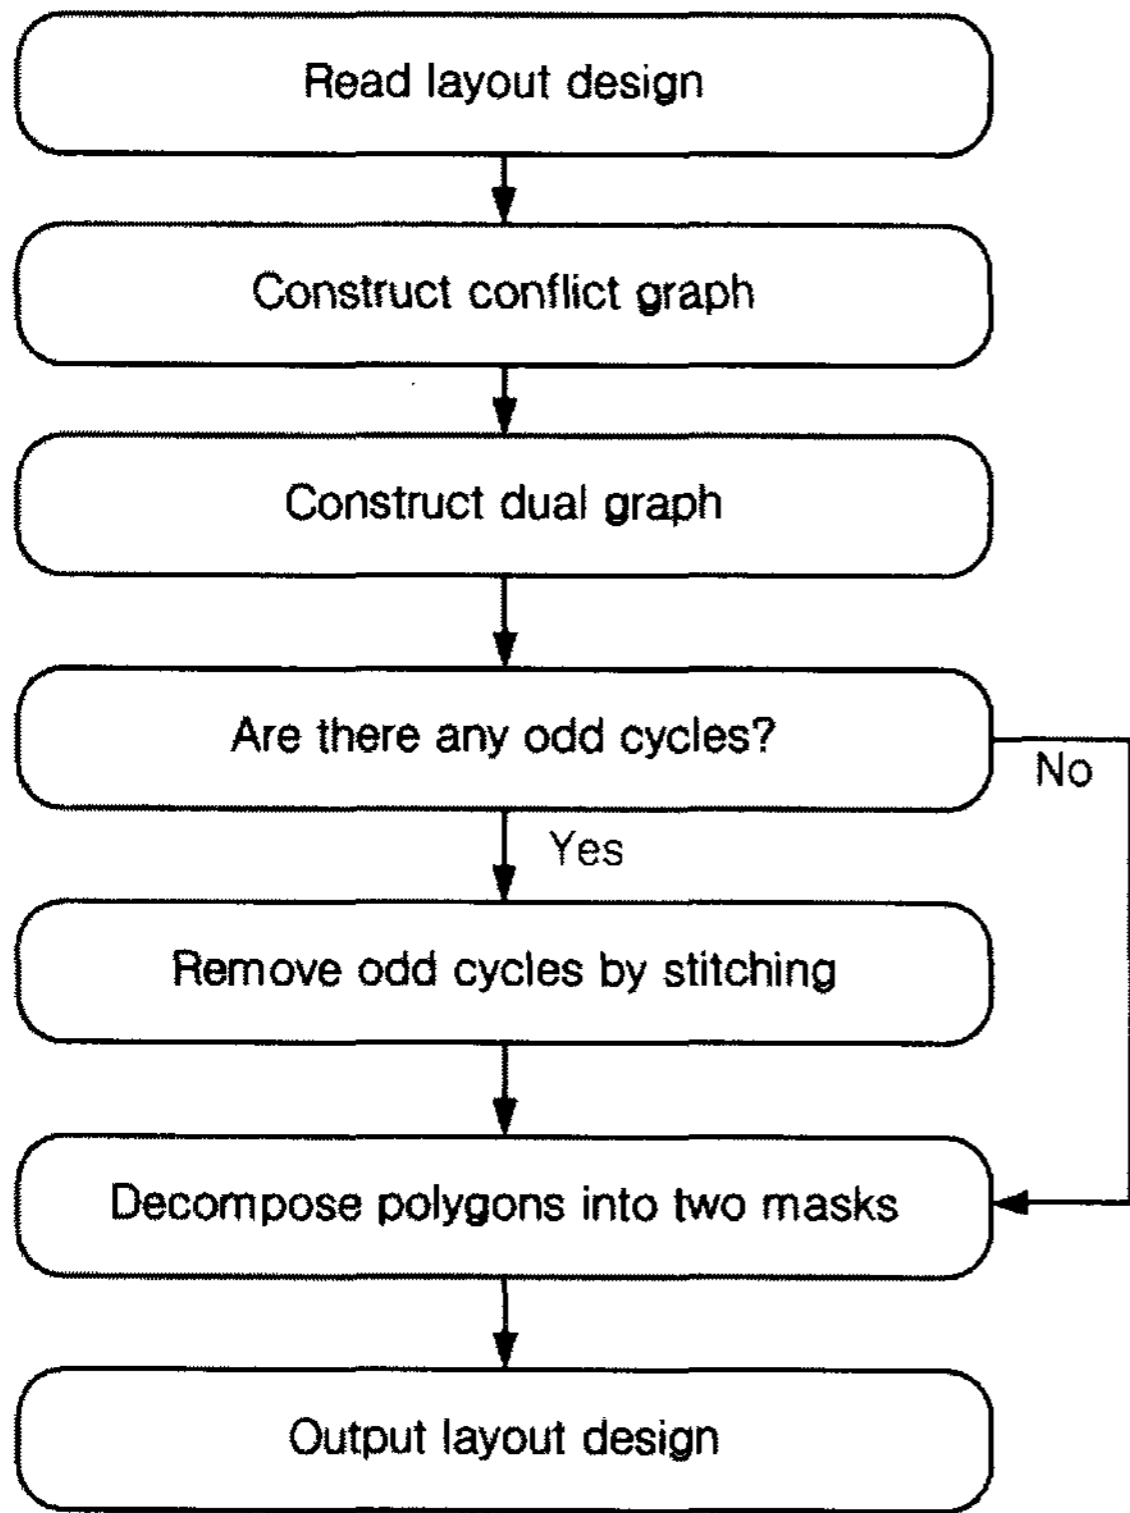 Read layout design
Construct conflict graph
Construct dual graph
Are there any odd cycles?
No
Yes
Remove odd cycles by stitching
Decompose polygons into two masks
Output layout design